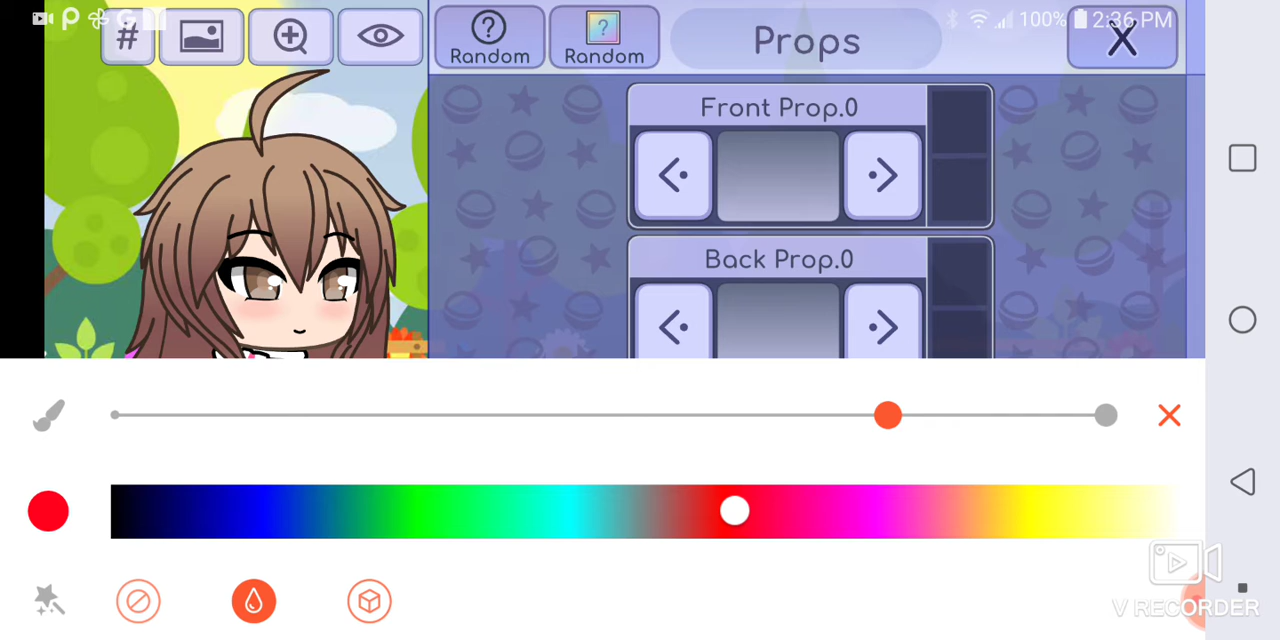 100% 2:36 PM
# Random Random Props X
Front Prop.0
Back Prop.0
V RECORDER